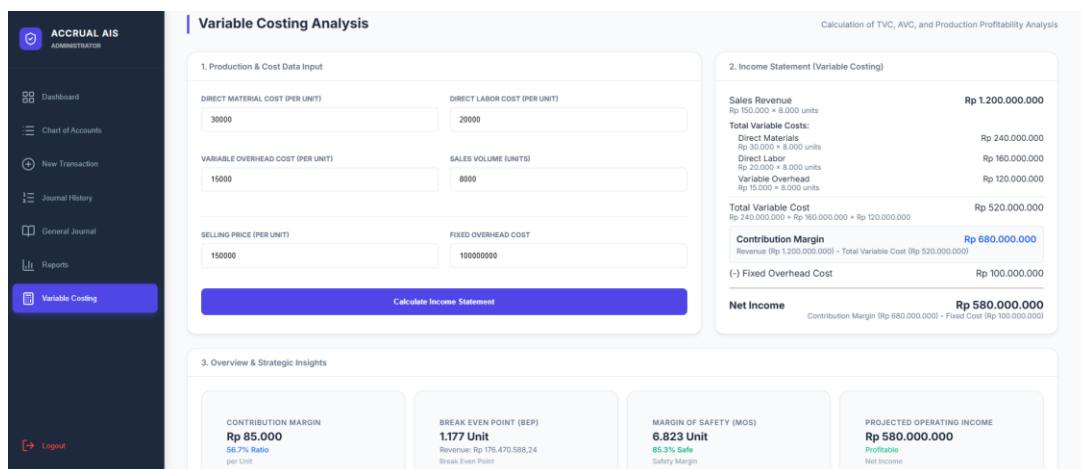 ACCRUAL AIS
ADMINISTRATOR
Dashboard
Chart of Accounts
New Transaction
Journal History
General Journal
Reports
Variable Costing
Logout
Variable Costing Analysis
Calculation of TVC, AVC, and Production Profitability Analysis
1. Production & Cost Data Input
DIRECT MATERIAL COST (PER UNIT)
30000
DIRECT LABOR COST (PER UNIT)
20000
VARIABLE OVERHEAD COST (PER UNIT)
15000
SALES VOLUME (UNITS)
8000
SELLING PRICE (PER UNIT)
150000
FIXED OVERHEAD COST
100000000
Calculate Income Statement
2. Income Statement (Variable Costing)
Sales Revenue Rp 1.200.000.000
Rp 150.000 × 8.000 units
Total Variable Costs:
Direct Materials Rp 240.000.000
Rp 30.000 × 8.000 units
Direct Labor Rp 160.000.000
Rp 20.000 × 8.000 units
Variable Overhead Rp 120.000.000
Rp 15.000 × 8.000 units
Total Variable Cost Rp 520.000.000
Rp 240.000.000 + Rp 160.000.000 + Rp 120.000.000
Contribution Margin Rp 680.000.000
Revenue (Rp 1.200.000.000) - Total Variable Cost (Rp 520.000.000)
(-) Fixed Overhead Cost Rp 100.000.000
Net Income Rp 580.000.000
Contribution Margin (Rp 680.000.000) - Fixed Cost (Rp 100.000.000)
3. Overview & Strategic Insights
CONTRIBUTION MARGIN
Rp 85.000
56.7% Ratio
per Unit
BREAK EVEN POINT (BEP)
1.177 Unit
Revenue: Rp 176.470.588,24
Break Even Point
MARGIN OF SAFETY (MOS)
6.823 Unit
85.3% Safe
Safety Margin
PROJECTED OPERATING INCOME
Rp 580.000.000
Profitable
Net Income